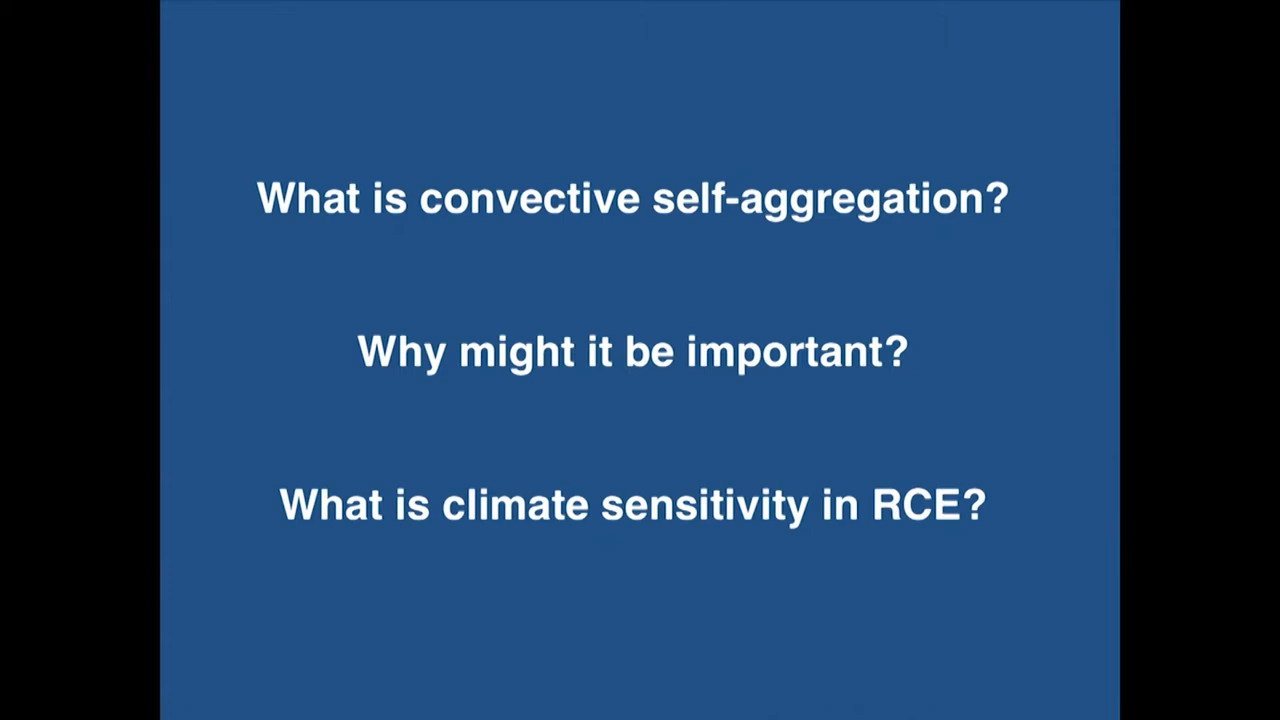 What is convective self-aggregation?
Why might it be important?
What is climate sensitivity in RCE?